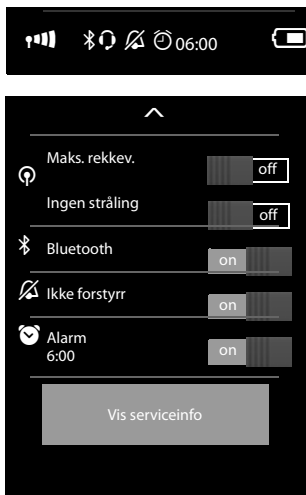 06:00
Maks. rekkev.
off
Ingen stråling
off
Bluetooth
on
Ikke forstyrr
on
Alarm
6:00
on
Vis serviceinfo